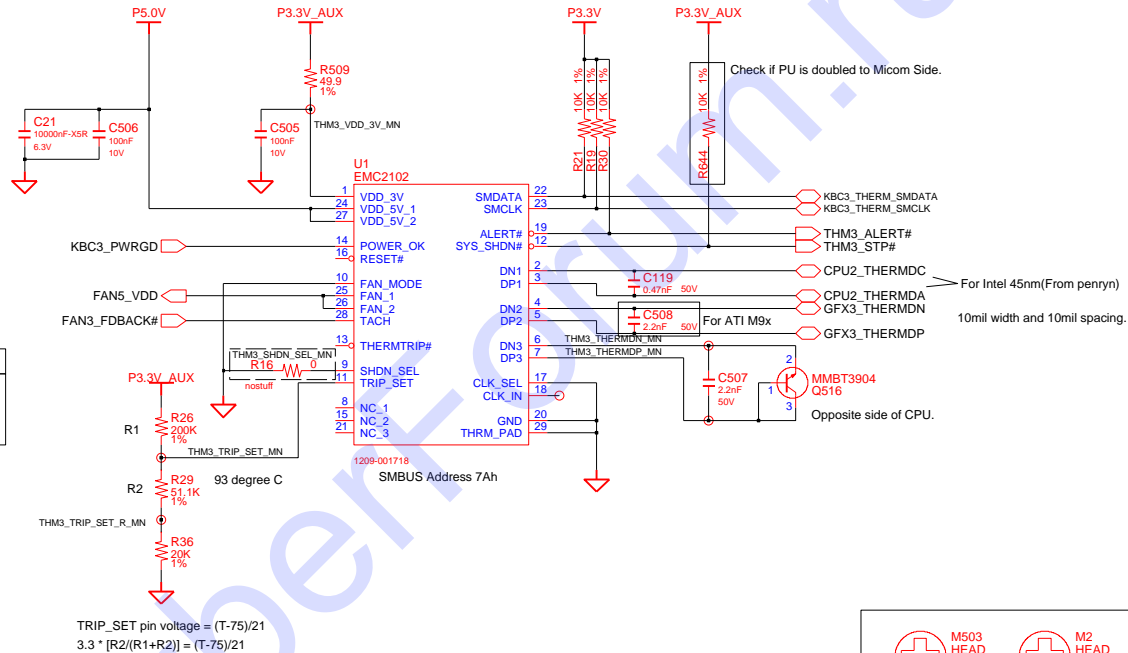 P5.0V
P3.3V_AUX
P3.3V
P3.3V_AUX
R509
49.9
1%
10K 1%
10K 1%
10K 1%
R21
R19
R30
10K 1%
R644
Check if PU is doubled to Micom Side.
C21
10000nF-X5R
6.3V
C506
100nF
10V
C505
100nF
10V
THM3_VDD_3V_MN
U1
EMC2102
1 VDD_3V
24 VDD_5V_1
27 VDD_5V_2
14 POWER_OK
16 RESET#
10 FAN_MODE
25 FAN_1
26 FAN_2
28 TACH
13 THERMTRIP#
9 SHDN_SEL
11 TRIP_SET
8 NC_1
15 NC_2
21 NC_3
SMDATA 22
SMCLK 23
ALERT# 19
SYS_SHDN# 12
DN1 2
DP1 3
DN2 4
DP2 5
DN3 6
DP3 7
CLK_SEL 17
CLK_IN 18
GND 20
THRM_PAD 29
KBC3_PWRGD
FAN5_VDD
FAN3_FDBACK#
KBC3_THERM_SMDATA
KBC3_THERM_SMCLK
THM3_ALERT#
THM3_STP#
CPU2_THERMDC
CPU2_THERMDA
GFX3_THERMDN
GFX3_THERMDP
C119
0.47nF 50V
C508
2.2nF 50V
For ATI M9x
For Intel 45nm(From penryn)
10mil width and 10mil spacing.
THM3_THERMDN_MN
THM3_THERMDP_MN
C507
2.2nF
50V
2
1
3
MMBT3904
Q516
Opposite side of CPU.
THM3_SHDN_SEL_MN
R16 0
nostuff
P3.3V_AUX
R1
R26
200K
1%
THM3_TRIP_SET_MN
R2
R29
51.1K
1%
93 degree C
THM3_TRIP_SET_R_MN
R36
20K
1%
1209-001718
SMBUS Address 7Ah
TRIP_SET pin voltage = (T-75)/21
3.3 * [R2/(R1+R2)] = (T-75)/21
M503
HEAD
M2
HEAD
berForum.ru